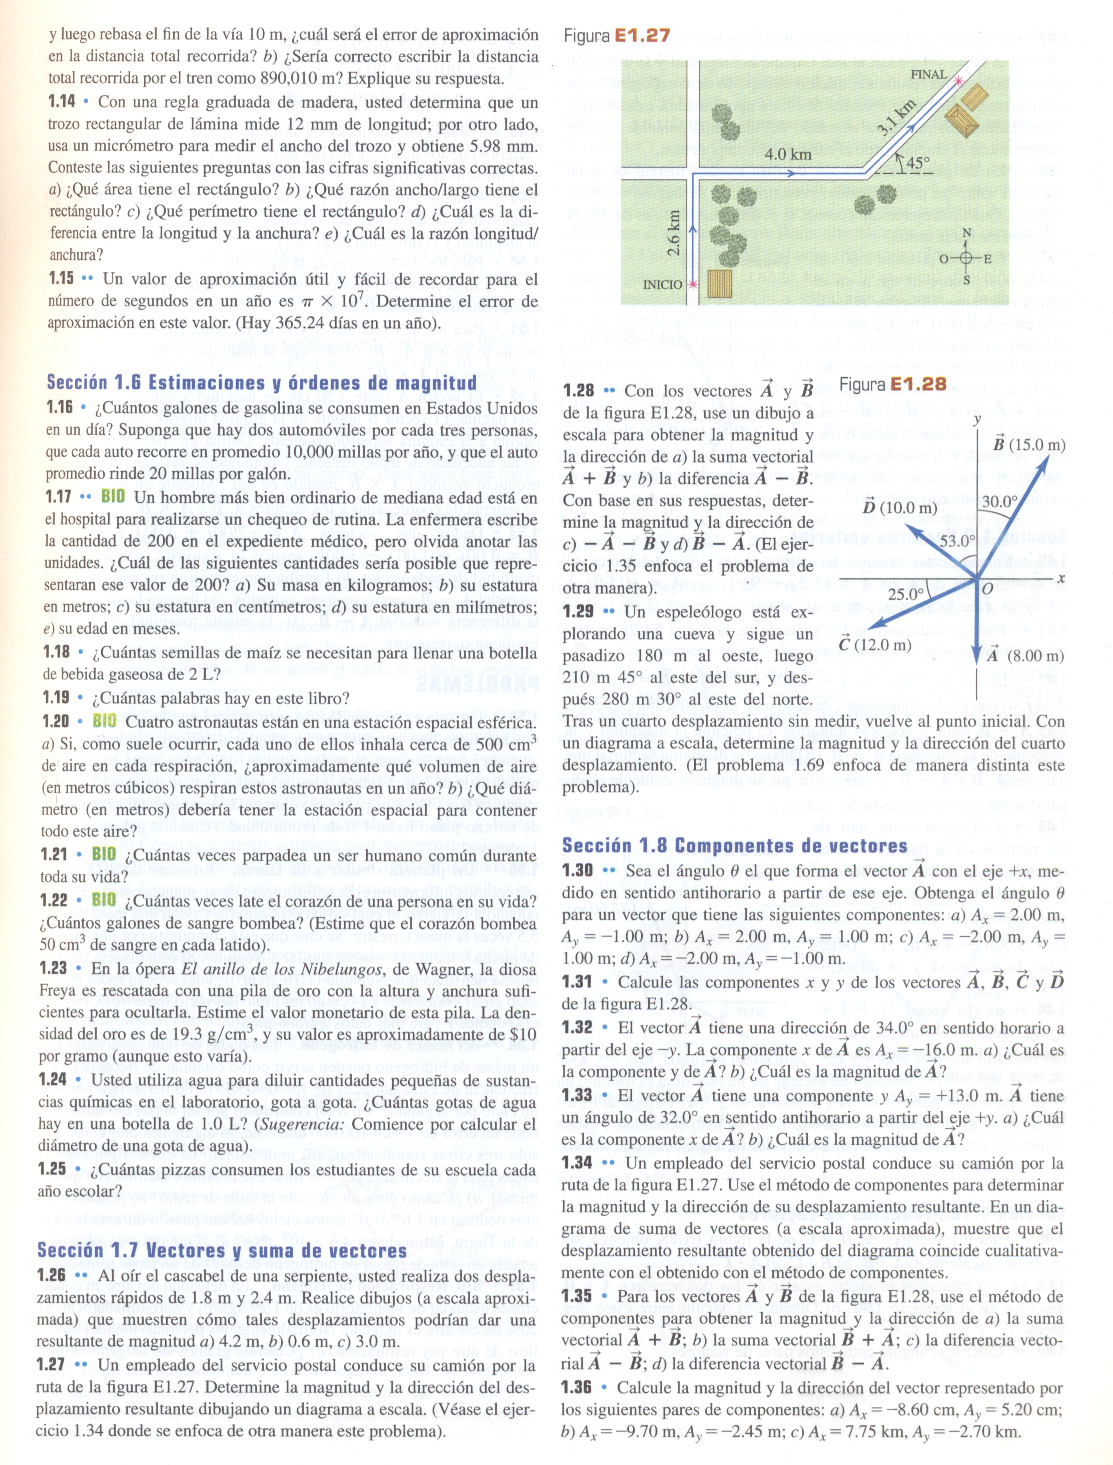 y luego rebasa el fin de la vía 10 m, ¿cuál será el error de aproximación
en la distancia total recorrida? b) ¿Sería correcto escribir la distancia
total recorrida por el tren como 890,010 m? Explique su respuesta.
1.14 • Con una regla graduada de madera, usted determina que un
trozo rectangular de lámina mide 12 mm de longitud; por otro lado,
usa un micrómetro para medir el ancho del trozo y obtiene 5.98 mm.
Conteste las siguientes preguntas con las cifras significativas correctas.
a) ¿Qué área tiene el rectángulo? b) ¿Qué razón ancho/largo tiene el
rectángulo? c) ¿Qué perímetro tiene el rectángulo? d) ¿Cuál es la di-
ferencia entre la longitud y la anchura? e) ¿Cuál es la razón longitud/
anchura?
1.15 •• Un valor de aproximación útil y fácil de recordar para el
número de segundos en un año es π × 10⁷. Determine el error de
aproximación en este valor. (Hay 365.24 días en un año).
Sección 1.6 Estimaciones y órdenes de magnitud
1.16 • ¿Cuántos galones de gasolina se consumen en Estados Unidos
en un día? Suponga que hay dos automóviles por cada tres personas,
que cada auto recorre en promedio 10,000 millas por año, y que el auto
promedio rinde 20 millas por galón.
1.17 •• BIO Un hombre más bien ordinario de mediana edad está en
el hospital para realizarse un chequeo de rutina. La enfermera escribe
la cantidad de 200 en el expediente médico, pero olvida anotar las
unidades. ¿Cuál de las siguientes cantidades sería posible que repre-
sentaran ese valor de 200? a) Su masa en kilogramos; b) su estatura
en metros; c) su estatura en centímetros; d) su estatura en milímetros;
e) su edad en meses.
1.18 • ¿Cuántas semillas de maíz se necesitan para llenar una botella
de bebida gaseosa de 2 L?
1.19 • ¿Cuántas palabras hay en este libro?
1.20 • BIO Cuatro astronautas están en una estación espacial esférica.
a) Si, como suele ocurrir, cada uno de ellos inhala cerca de 500 cm³
de aire en cada respiración, ¿aproximadamente qué volumen de aire
(en metros cúbicos) respiran estos astronautas en un año? b) ¿Qué diá-
metro (en metros) debería tener la estación espacial para contener
todo este aire?
1.21 • BIO ¿Cuántas veces parpadea un ser humano común durante
toda su vida?
1.22 • BIO ¿Cuántas veces late el corazón de una persona en su vida?
¿Cuántos galones de sangre bombea? (Estime que el corazón bombea
50 cm³ de sangre en cada latido).
1.23 • En la ópera El anillo de los Nibelungos, de Wagner, la diosa
Freya es rescatada con una pila de oro con la altura y anchura sufi-
cientes para ocultarla. Estime el valor monetario de esta pila. La den-
sidad del oro es de 19.3 g/cm³, y su valor es aproximadamente de $10
por gramo (aunque esto varía).
1.24 • Usted utiliza agua para diluir cantidades pequeñas de sustan-
cias químicas en el laboratorio, gota a gota. ¿Cuántas gotas de agua
hay en una botella de 1.0 L? (Sugerencia: Comience por calcular el
diámetro de una gota de agua).
1.25 • ¿Cuántas pizzas consumen los estudiantes de su escuela cada
año escolar?
Sección 1.7 Vectores y suma de vectores
1.26 •• Al oír el cascabel de una serpiente, usted realiza dos despla-
zamientos rápidos de 1.8 m y 2.4 m. Realice dibujos (a escala aproxi-
mada) que muestren cómo tales desplazamientos podrían dar una
resultante de magnitud a) 4.2 m, b) 0.6 m, c) 3.0 m.
1.27 •• Un empleado del servicio postal conduce su camión por la
ruta de la figura E1.27. Determine la magnitud y la dirección del des-
plazamiento resultante dibujando un diagrama a escala. (Véase el ejer-
cicio 1.34 donde se enfoca de otra manera este problema).
Figura E1.27
FINAL
3.1 km
4.0 km
45°
2.6 km
N
O E
S
INICIO
1.28 •• Con los vectores A⃗ y B⃗
de la figura E1.28, use un dibujo a
escala para obtener la magnitud y
la dirección de a) la suma vectorial
A⃗ + B⃗ y b) la diferencia A⃗ − B⃗.
Con base en sus respuestas, deter-
mine la magnitud y la dirección de
c) −A⃗ − B⃗ y d) B⃗ − A⃗. (El ejer-
cicio 1.35 enfoca el problema de
otra manera).
Figura E1.28
y
B⃗ (15.0 m)
D⃗ (10.0 m)
30.0°
53.0°
x
25.0°
O
C⃗ (12.0 m)
A⃗ (8.00 m)
1.29 •• Un espeleólogo está ex-
plorando una cueva y sigue un
pasadizo 180 m al oeste, luego
210 m 45° al este del sur, y des-
pués 280 m 30° al este del norte.
Tras un cuarto desplazamiento sin medir, vuelve al punto inicial. Con
un diagrama a escala, determine la magnitud y la dirección del cuarto
desplazamiento. (El problema 1.69 enfoca de manera distinta este
problema).
Sección 1.8 Componentes de vectores
1.30 •• Sea el ángulo θ el que forma el vector A⃗ con el eje +x, me-
dido en sentido antihorario a partir de ese eje. Obtenga el ángulo θ
para un vector que tiene las siguientes componentes: a) Aₓ = 2.00 m,
A_y = −1.00 m; b) Aₓ = 2.00 m, A_y = 1.00 m; c) Aₓ = −2.00 m, A_y =
1.00 m; d) Aₓ = −2.00 m, A_y = −1.00 m.
1.31 • Calcule las componentes x y y de los vectores A⃗, B⃗, C⃗ y D⃗
de la figura E1.28.
1.32 • El vector A⃗ tiene una dirección de 34.0° en sentido horario a
partir del eje −y. La componente x de A⃗ es Aₓ = −16.0 m. a) ¿Cuál es
la componente y de A⃗? b) ¿Cuál es la magnitud de A⃗?
1.33 • El vector A⃗ tiene una componente y A_y = +13.0 m. A⃗ tiene
un ángulo de 32.0° en sentido antihorario a partir del eje +y. a) ¿Cuál
es la componente x de A⃗? b) ¿Cuál es la magnitud de A⃗?
1.34 •• Un empleado del servicio postal conduce su camión por la
ruta de la figura E1.27. Use el método de componentes para determinar
la magnitud y la dirección de su desplazamiento resultante. En un dia-
grama de suma de vectores (a escala aproximada), muestre que el
desplazamiento resultante obtenido del diagrama coincide cualitativa-
mente con el obtenido con el método de componentes.
1.35 • Para los vectores A⃗ y B⃗ de la figura E1.28, use el método de
componentes para obtener la magnitud y la dirección de a) la suma
vectorial A⃗ + B⃗; b) la suma vectorial B⃗ + A⃗; c) la diferencia vecto-
rial A⃗ − B⃗; d) la diferencia vectorial B⃗ − A⃗.
1.36 • Calcule la magnitud y la dirección del vector representado por
los siguientes pares de componentes: a) Aₓ = −8.60 cm, A_y = 5.20 cm;
b) Aₓ = −9.70 m, A_y = −2.45 m; c) Aₓ = 7.75 km, A_y = −2.70 km.